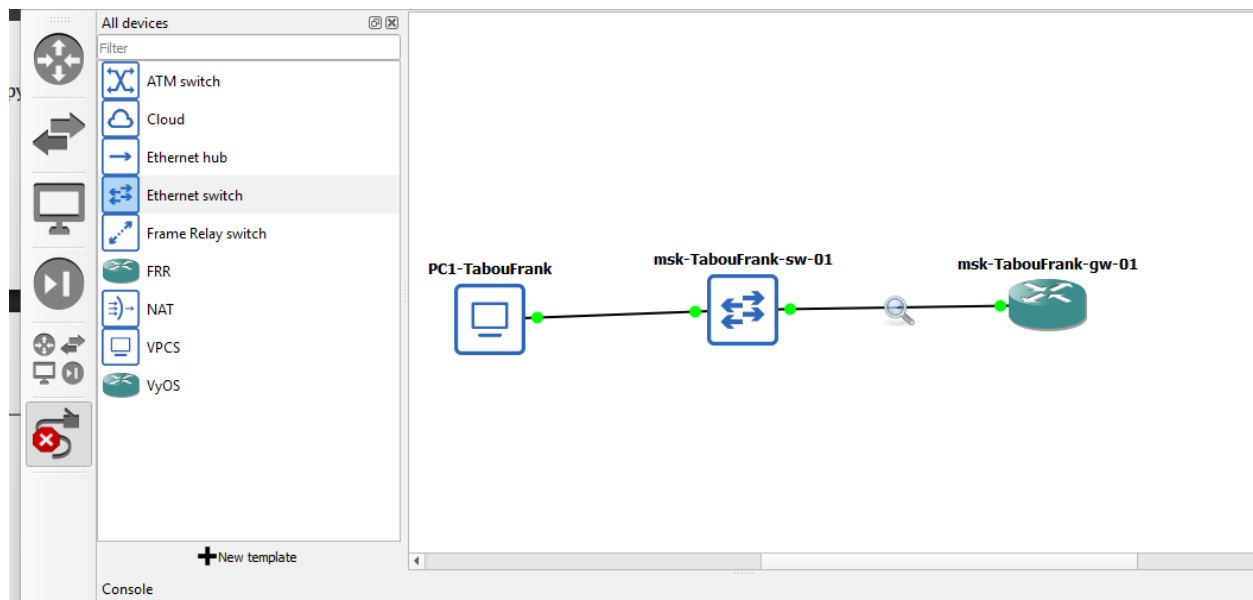 All devices
Filter
ATM switch
Cloud
Ethernet hub
Ethernet switch
Frame Relay switch
FRR
NAT
VPCS
VyOS
New template
Console
PC1-TabouFrank
msk-TabouFrank-sw-01
msk-TabouFrank-gw-01